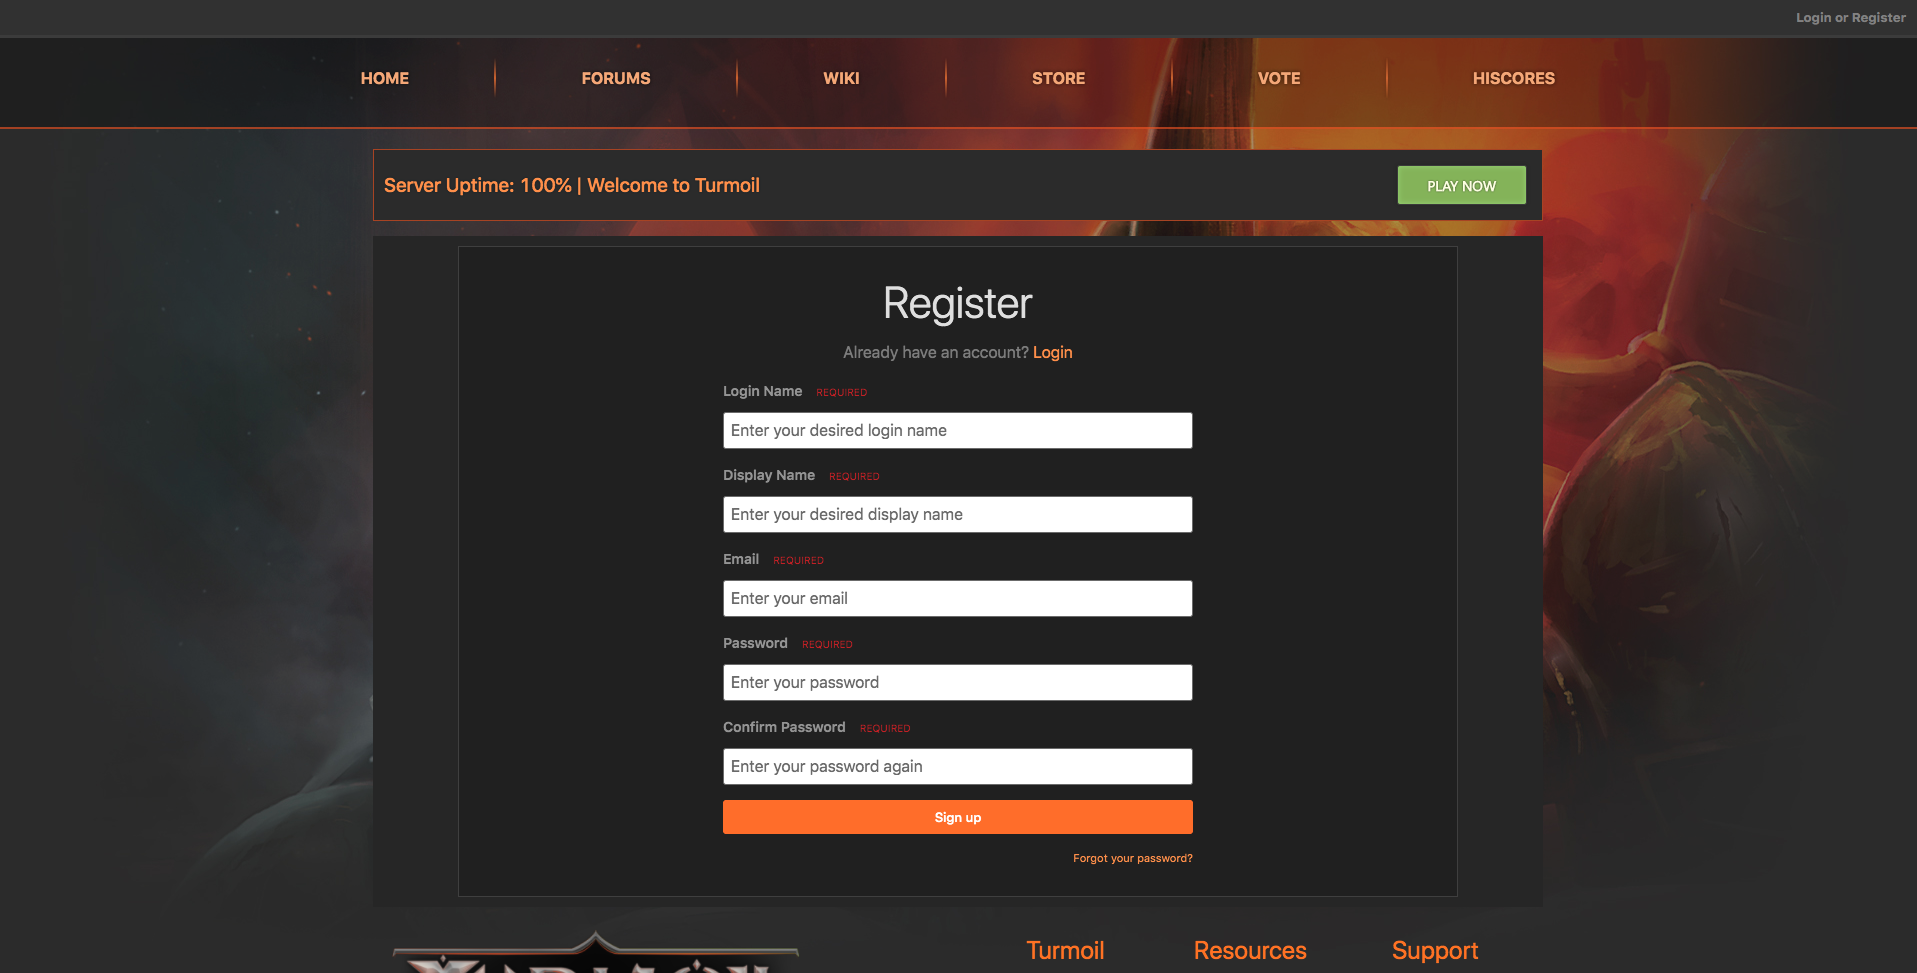 Login or Register
HOME
FORUMS
WIKI
STORE
VOTE
HISCORES
Server Uptime: 100% | Welcome to Turmoil
PLAY NOW
Register
Already have an account? Login
Login Name REQUIRED
Enter your desired login name
Display Name REQUIRED
Enter your desired display name
Email REQUIRED
Enter your email
Password REQUIRED
Enter your password
Confirm Password REQUIRED
Enter your password again
Sign up
Forgot your password?
Turmoil
Resources
Support